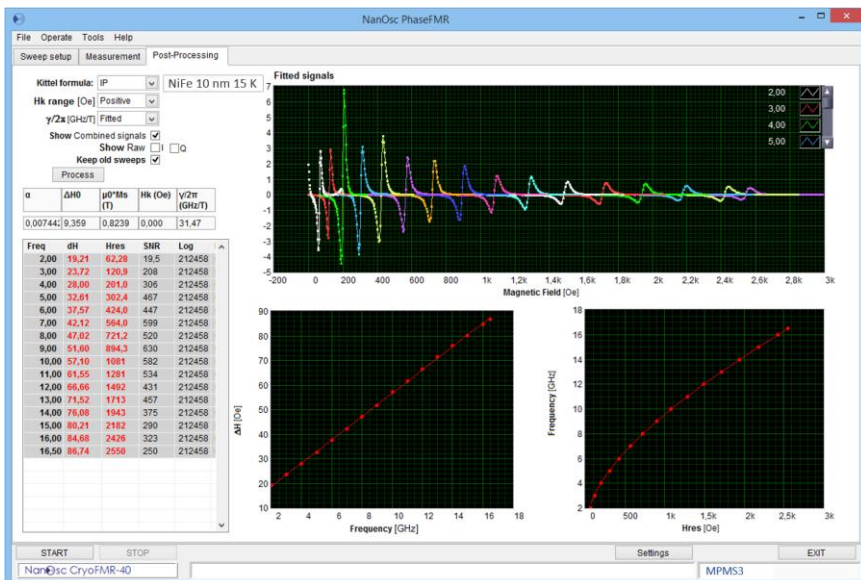 NanOsc PhaseFMR
File Operate Tools Help
Sweep setup Measurement Post-Processing
Kittel formula: IP NiFe 10 nm 15 K
Hk range [Oe] Positive
γ/2x [GHz/T] Fitted
Show Combined signals
Show Raw I Q
Keep old sweeps
Process
α ΔH0 μ0*Ms (T) Hk (Oe) γ/2π (GHz/T)
0,00744 9,359 0,8239 0,000 31,47
Freq dH Hres SNR Log
2,00 19,21 62,28 19,5 212458
3,00 23,72 120,9 208 212458
4,00 28,00 201,0 306 212458
5,00 32,61 302,4 467 212458
6,00 37,57 424,0 447 212458
7,00 42,12 564,0 599 212458
8,00 47,02 721,2 520 212458
9,00 51,60 894,3 630 212458
10,00 57,10 1081 582 212458
11,00 61,55 1281 534 212458
12,00 66,66 1492 431 212458
13,00 71,52 1713 457 212458
14,00 76,08 1943 375 212458
15,00 80,21 2182 290 212458
16,00 84,68 2426 323 212458
16,50 86,74 2550 250 212458
Fitted signals
7
6
5
4
3
2
1
0
-1
-2
-3
-4
-5
2,00
3,00
4,00
5,00
-200 0 200 400 600 800 1k 1,2k 1,4k 1,6k 1,8k 2k 2,2k 2,4k 2,6k 3k
Magnetic Field [Oe]
90
80
70
60
50
40
30
20
10
ΔH [Oe]
2 4 6 8 10 12 14 16 18
Frequency [GHz]
18
16
14
12
10
8
6
4
2
Frequency [GHz]
0 500 1k 1,5k 2k 2,5k 3k
Hres [Oe]
START STOP Settings EXIT
NanOsc CryoFMR-40 MPMS3